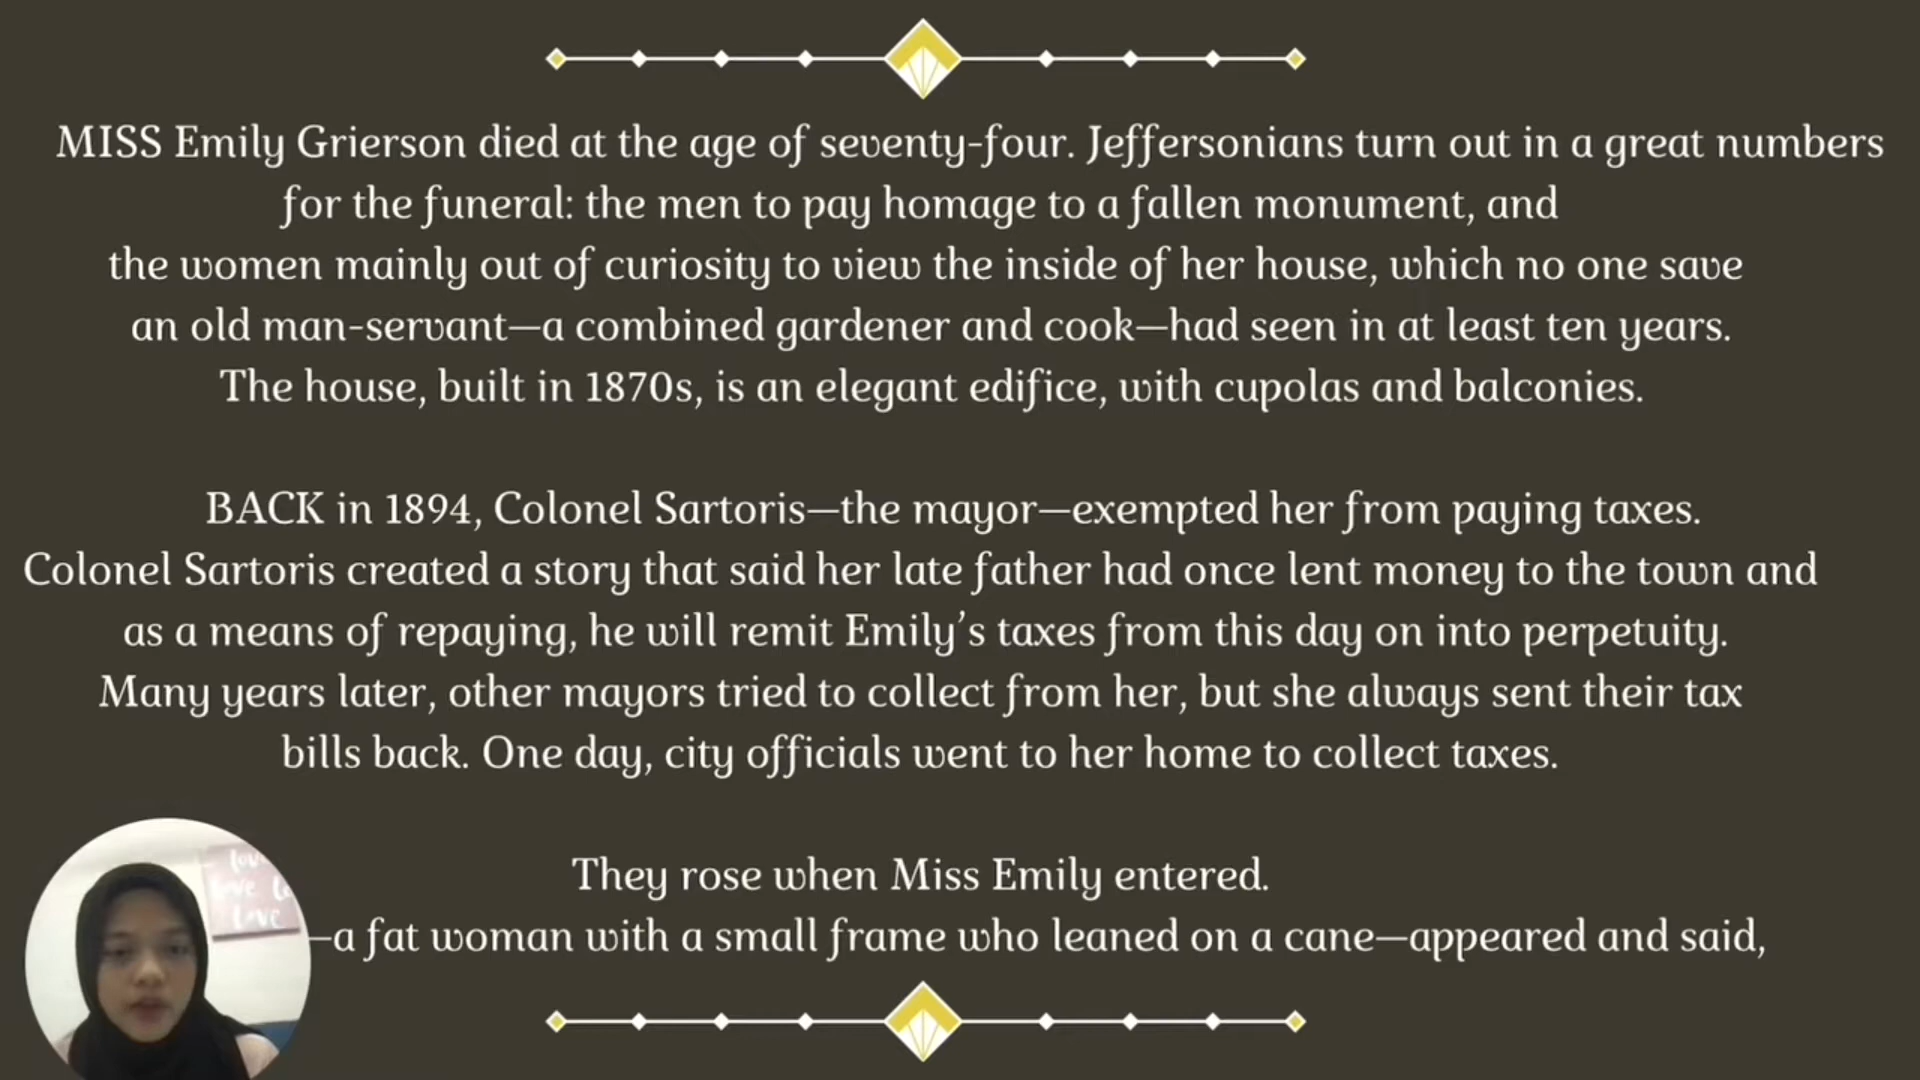 MISS Emily Grierson died at the age of seventy-four. Jeffersonians turn out in a great numbers
for the funeral: the men to pay homage to a fallen monument, and
the women mainly out of curiosity to view the inside of her house, which no one save
an old man-servant—a combined gardener and cook—had seen in at least ten years.
The house, built in 1870s, is an elegant edifice, with cupolas and balconies.
BACK in 1894, Colonel Sartoris—the mayor—exempted her from paying taxes.
Colonel Sartoris created a story that said her late father had once lent money to the town and
as a means of repaying, he will remit Emily’s taxes from this day on into perpetuity.
Many years later, other mayors tried to collect from her, but she always sent their tax
bills back. One day, city officials went to her home to collect taxes.
They rose when Miss Emily entered.
—a fat woman with a small frame who leaned on a cane—appeared and said,
love
love